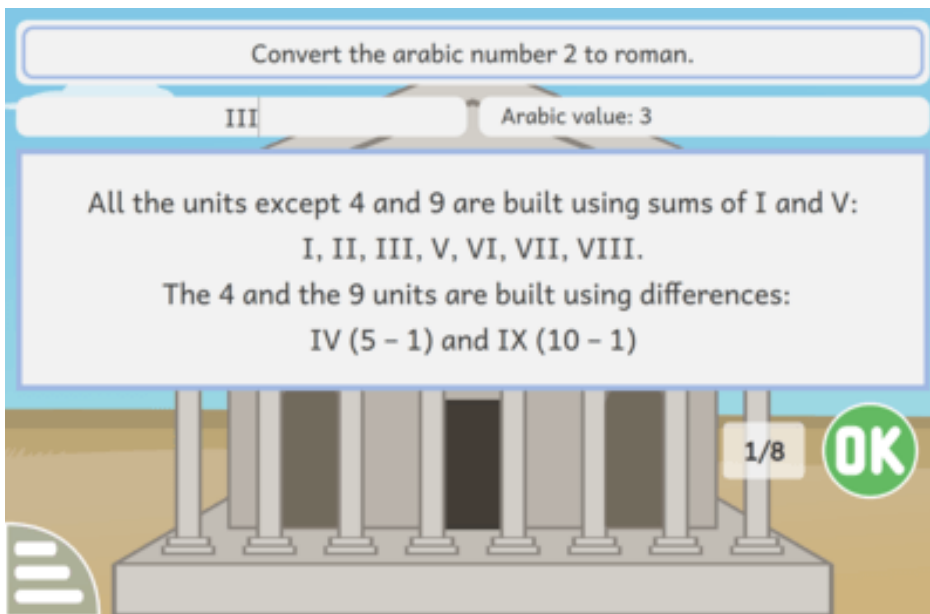 Convert the arabic number 2 to roman.
III
Arabic value: 3
All the units except 4 and 9 are built using sums of I and V:
I, II, III, V, VI, VII, VIII.
The 4 and the 9 units are built using differences:
IV (5 – 1) and IX (10 – 1)
1/8
OK